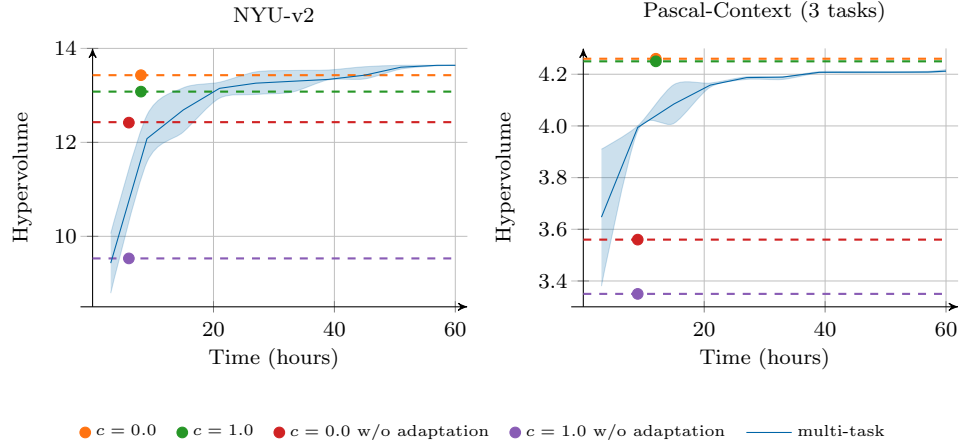 NYU-v2
14
12
10
Hypervolume
20
40
60
Time (hours)
Pascal-Context (3 tasks)
4.2
4.0
3.8
3.6
3.4
Hypervolume
20
40
60
Time (hours)
c = 0.0 c = 1.0 c = 0.0 w/o adaptation c = 1.0 w/o adaptation multi-task